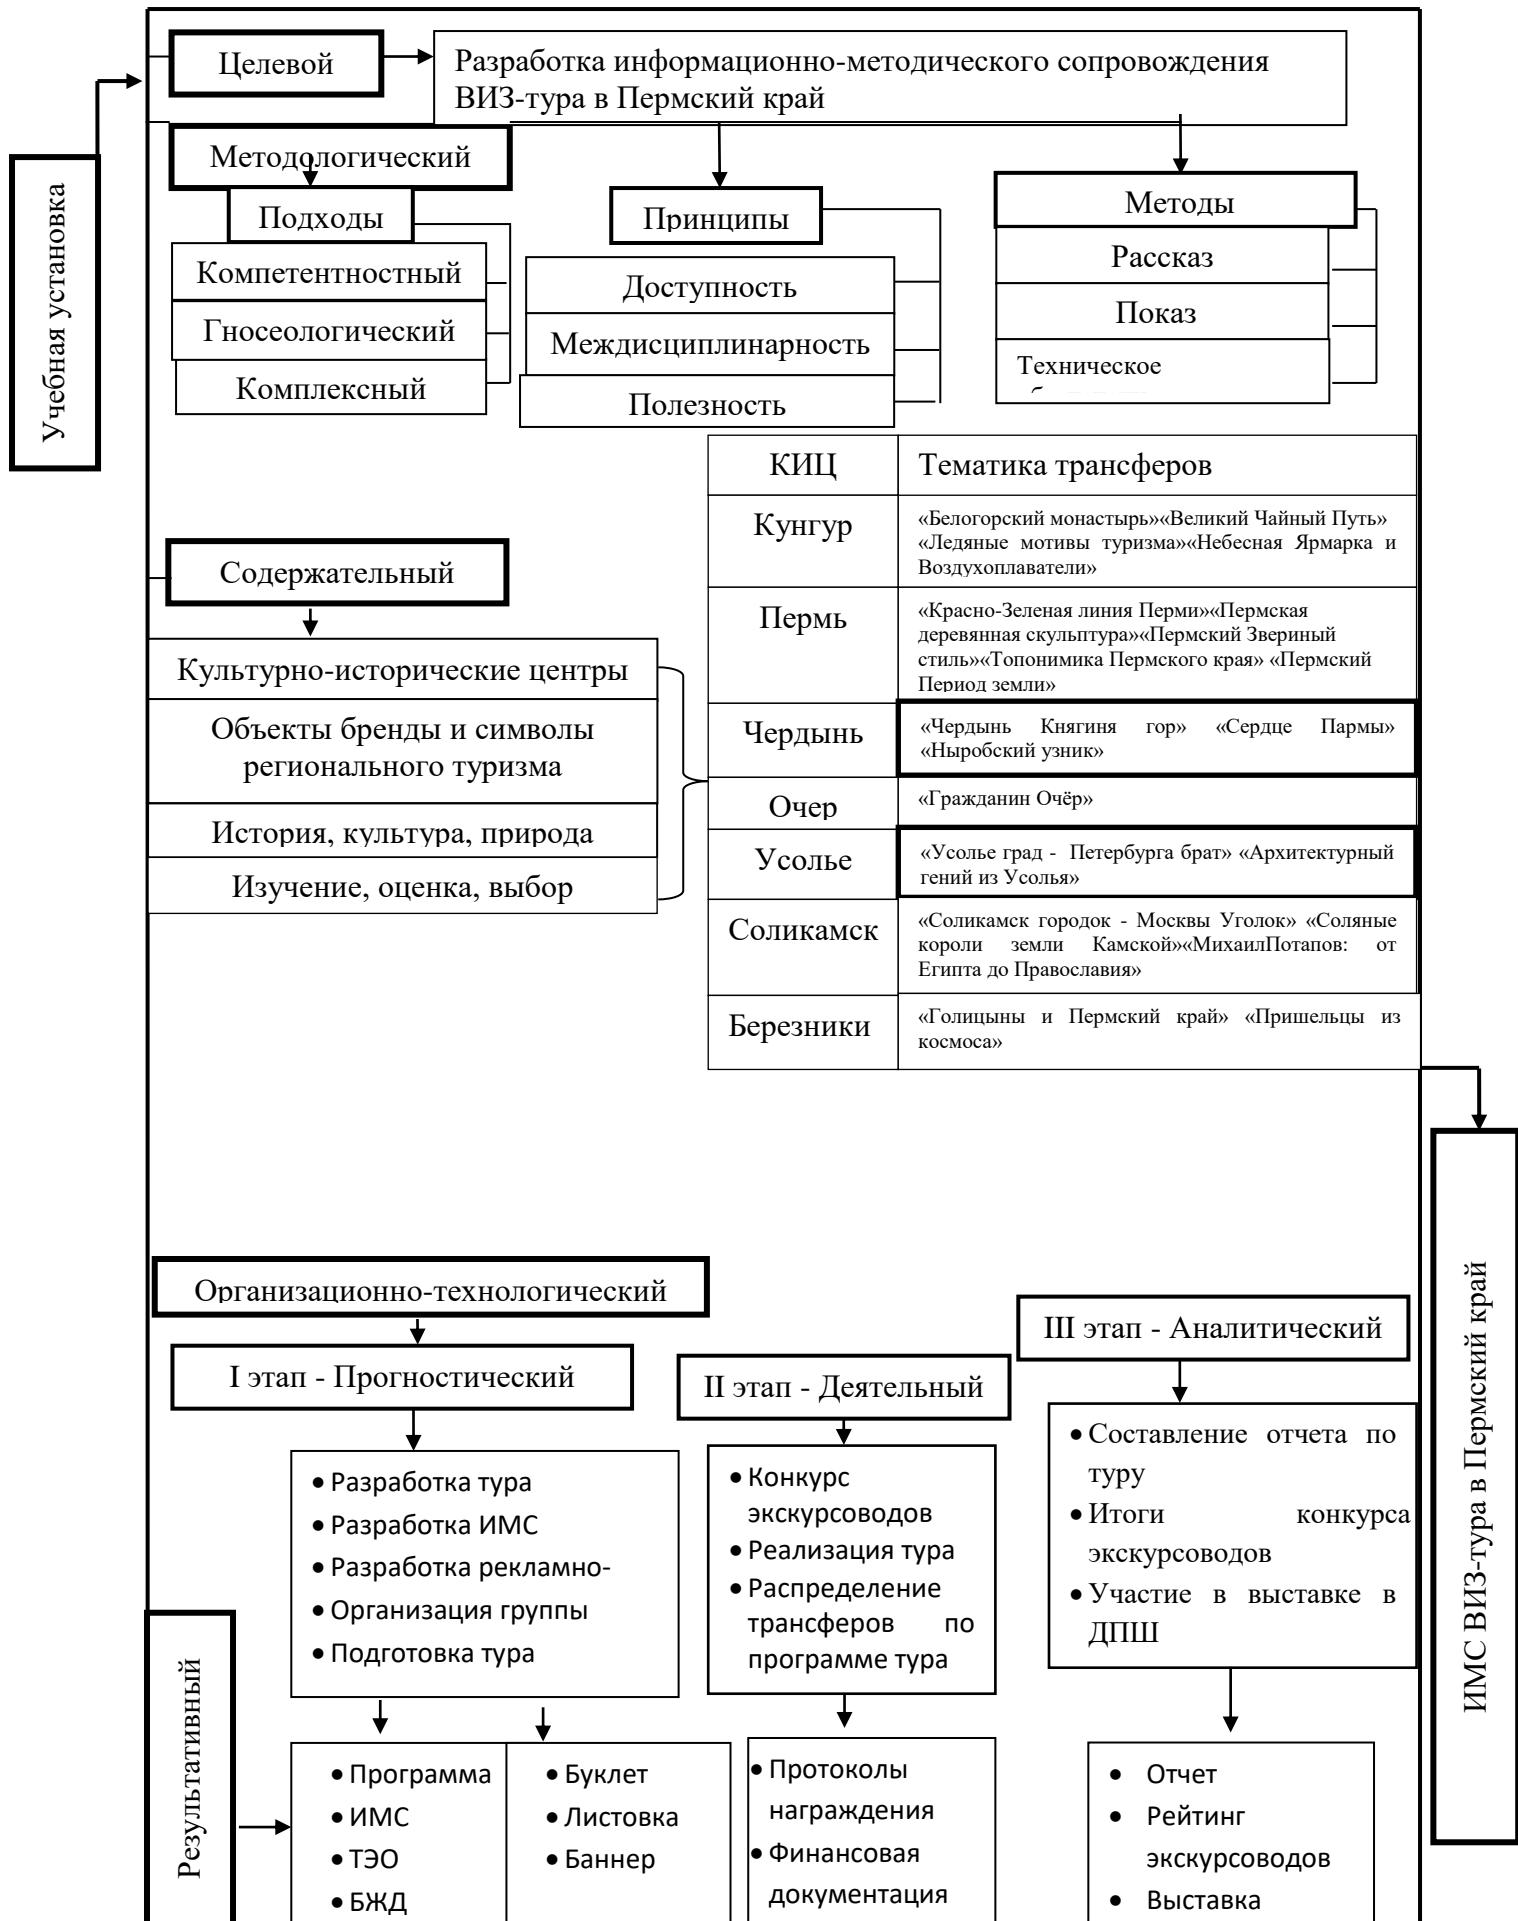 Учебная установка
Целевой
Разработка информационно-методического сопровождения
ВИЗ-тура в Пермский край
Методологический
Подходы
Компетентностный
Гносеологический
Комплексный
Принципы
Доступность
Междисциплинарность
Полезность
Методы
Рассказ
Показ
Техническое
Содержательный
Культурно-исторические центры
Объекты бренды и символы
регионального туризма
История, культура, природа
Изучение, оценка, выбор
КИЦ
Тематика трансферов
Кунгур
«Белогорский монастырь»«Великий Чайный Путь»
«Ледяные мотивы туризма»«Небесная Ярмарка и
Воздухоплаватели»
Пермь
«Красно-Зеленая линия Перми»«Пермская
деревянная скульптура»«Пермский Звериный
стиль»«Топонимика Пермского края» «Пермский
Период земли»
Чердынь
«Чердынь Княгиня гор» «Сердце Пармы»
«Ныробский узник»
Очер
«Гражданин Очёр»
Усолье
«Усолье град - Петербурга брат» «Архитектурный
гений из Усолья»
Соликамск
«Соликамск городок - Москвы Уголок» «Соляные
короли земли Камской»«МихаилПотапов: от
Египта до Православия»
Березники
«Голицыны и Пермский край» «Пришельцы из
космоса»
ИМС ВИЗ-тура в Пермский край
Организационно-технологический
I этап - Прогностический
• Разработка тура
• Разработка ИМС
• Разработка рекламно-
• Организация группы
• Подготовка тура
II этап - Деятельный
• Конкурс
экскурсоводов
• Реализация тура
• Распределение
трансферов по
программе тура
III этап - Аналитический
• Составление отчета по
туру
• Итоги конкурса
экскурсоводов
• Участие в выставке в
ДПШ
Результативный
• Программа
• ИМС
• ТЭО
• БЖД
• Буклет
• Листовка
• Баннер
• Протоколы
награждения
• Финансовая
документация
• Отчет
• Рейтинг
экскурсоводов
• Выставка